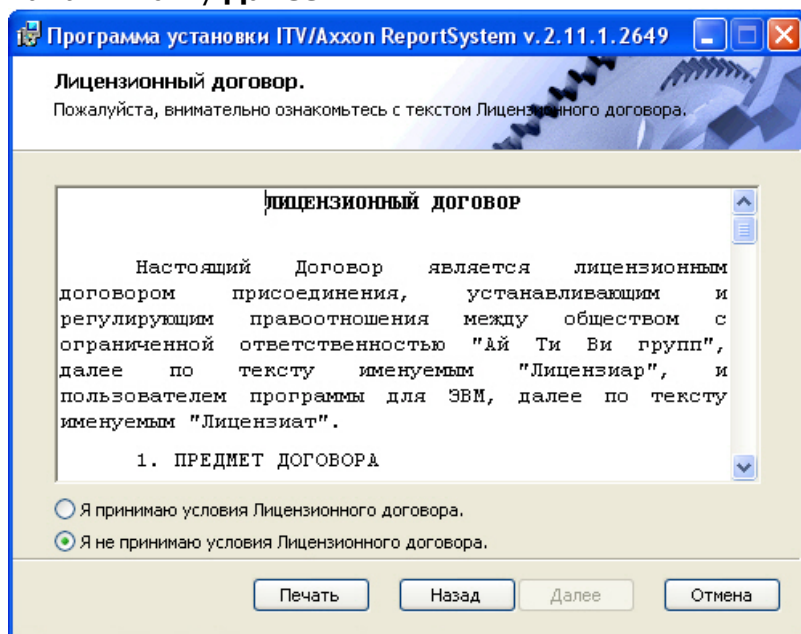 Программа установки ITV/Axxon ReportSystem v.2.11.1.2649
Лицензионный договор.
Пожалуйста, внимательно ознакомьтесь с текстом Лицензионного договора.
ЛИЦЕНЗИОННЫЙ ДОГОВОР
Настоящий Договор является лицензионным
договором присоединения, устанавливающим и
регулирующим правоотношения между обществом с
ограниченной ответственностью "Ай Ти Ви групп",
далее по тексту именуемым "Лицензиар", и
пользователем программы для ЭВМ, далее по тексту
именуемым "Лицензиат".
1. ПРЕДМЕТ ДОГОВОРА
Я принимаю условия Лицензионного договора.
Я не принимаю условия Лицензионного договора.
Печать Назад Далее Отмена